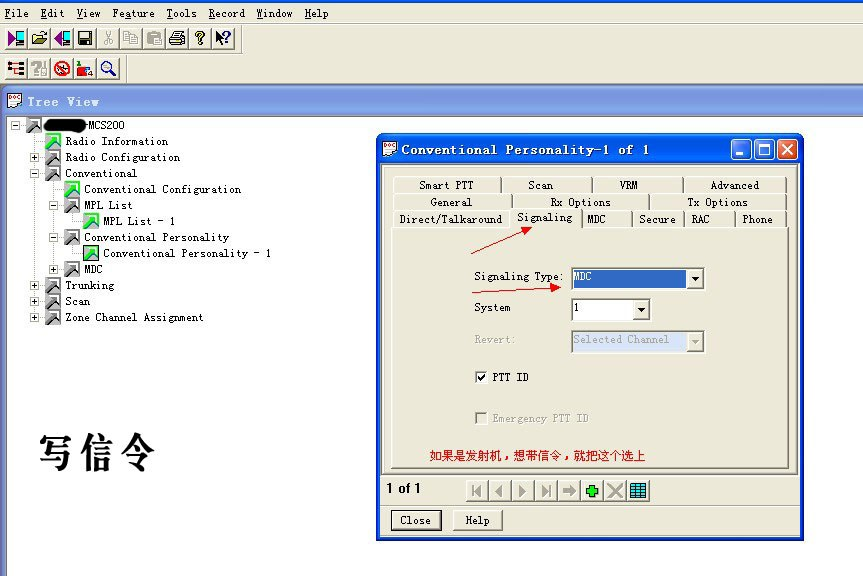 File Edit View Feature Tools Record Window Help
Tree View
-MCS200
Radio Information
Radio Configuration
Conventional
Conventional Configuration
MPL List
MPL List - 1
Conventional Personality
Conventional Personality - 1
MDC
Trunking
Scan
Zone Channel Assignment
写信令
Conventional Personality-1 of 1
Smart PTT Scan VRM Advanced
General Rx Options Tx Options
Direct/Talkaround Signaling MDC Secure RAC Phone
Signaling Type: MDC
System 1
Revert: Selected Channel
PTT ID
Emergency PTT ID
如果是发射机，想带信令，就把这个选上
1 of 1
Close Help